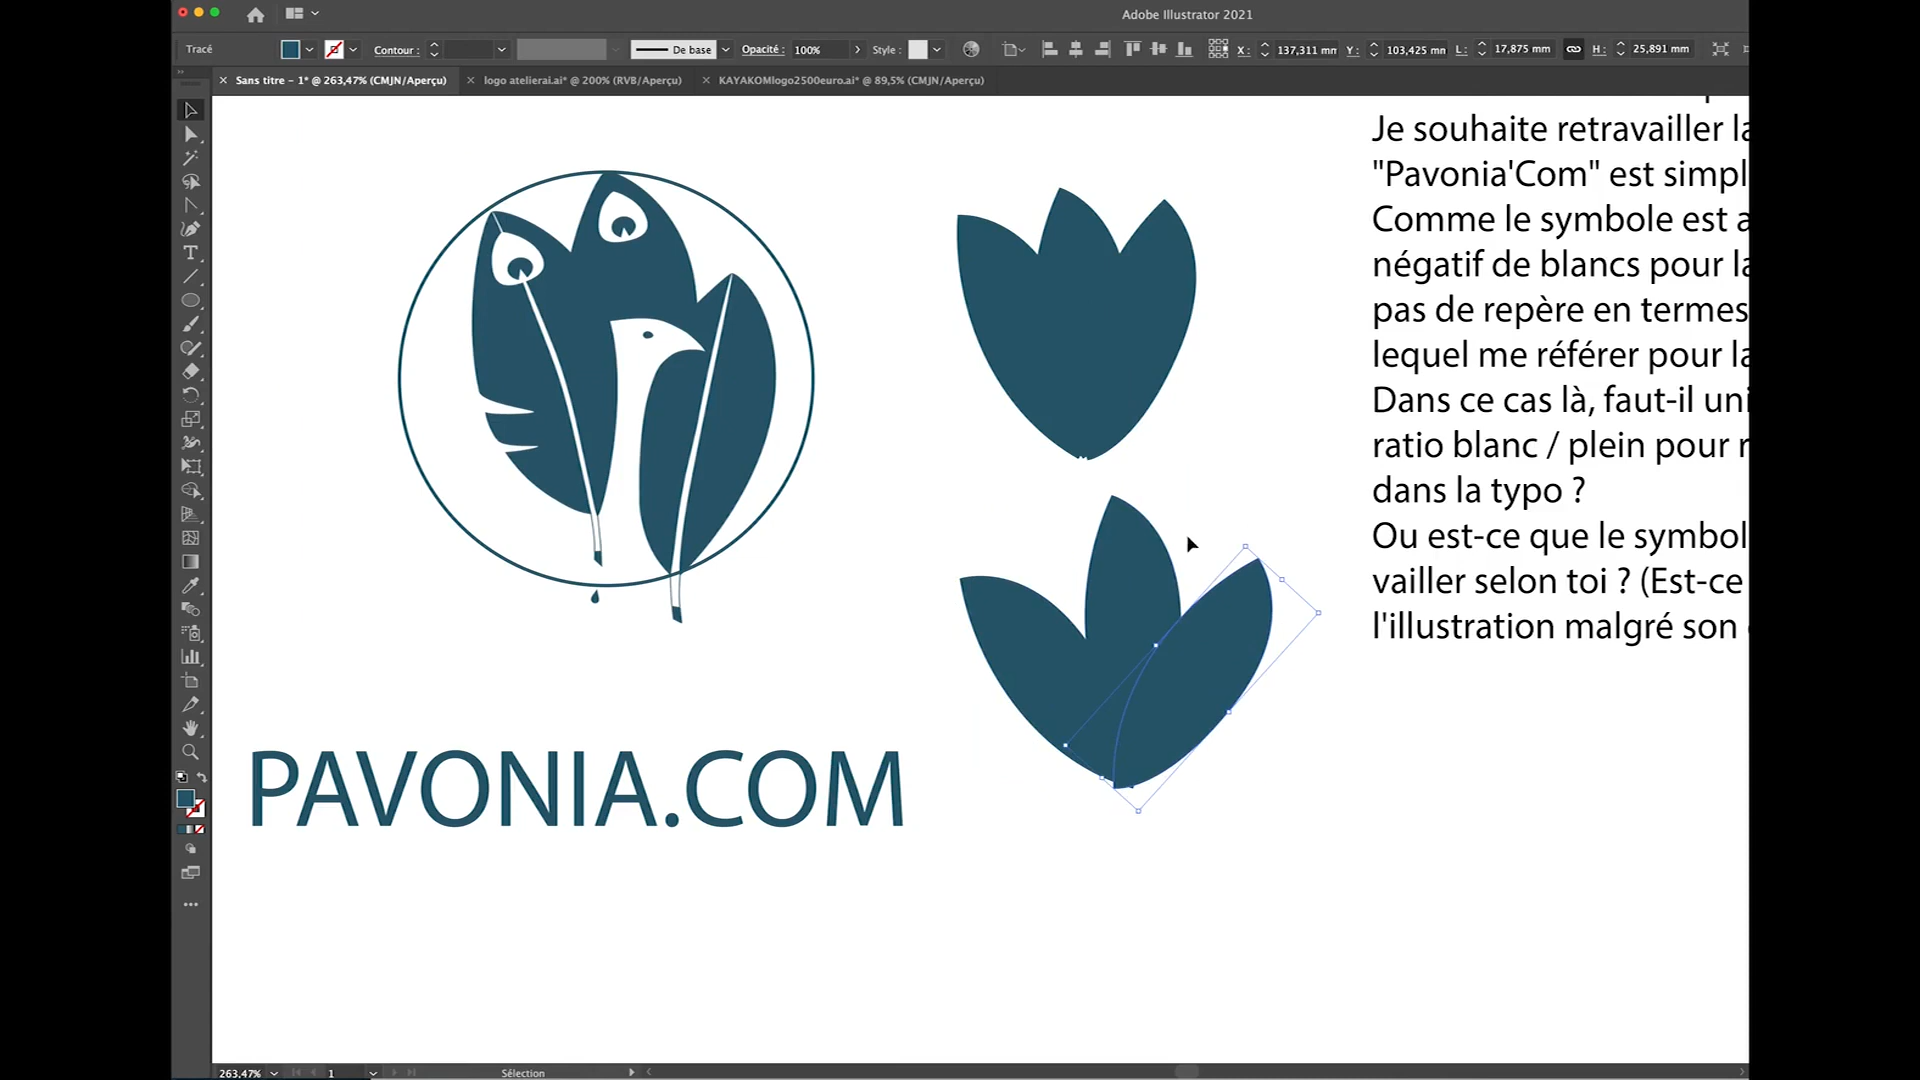 Adobe Illustrator 2021
Tracé Contour : De base Opacité : 100% Style : X: 137,311 mm Y: 103,425 mm L: 17,875 mm H: 25,891 mm
Sans titre – 1* @ 263,47% (CMJN/Aperçu) logo atelierai.ai* @ 200% (RVB/Aperçu) KAYAKOMlogo2500euro.ai* @ 89,5% (CMJN/Aperçu)
Je souhaite retravailler la
"Pavonia'Com" est simpl
Comme le symbole est a
négatif de blancs pour la
pas de repère en termes
lequel me référer pour la
Dans ce cas là, faut-il uni
ratio blanc / plein pour r
dans la typo ?
Ou est-ce que le symbol
vailler selon toi ? (Est-ce
l'illustration malgré son
PAVONIA.COM
263,47% 1 Sélection